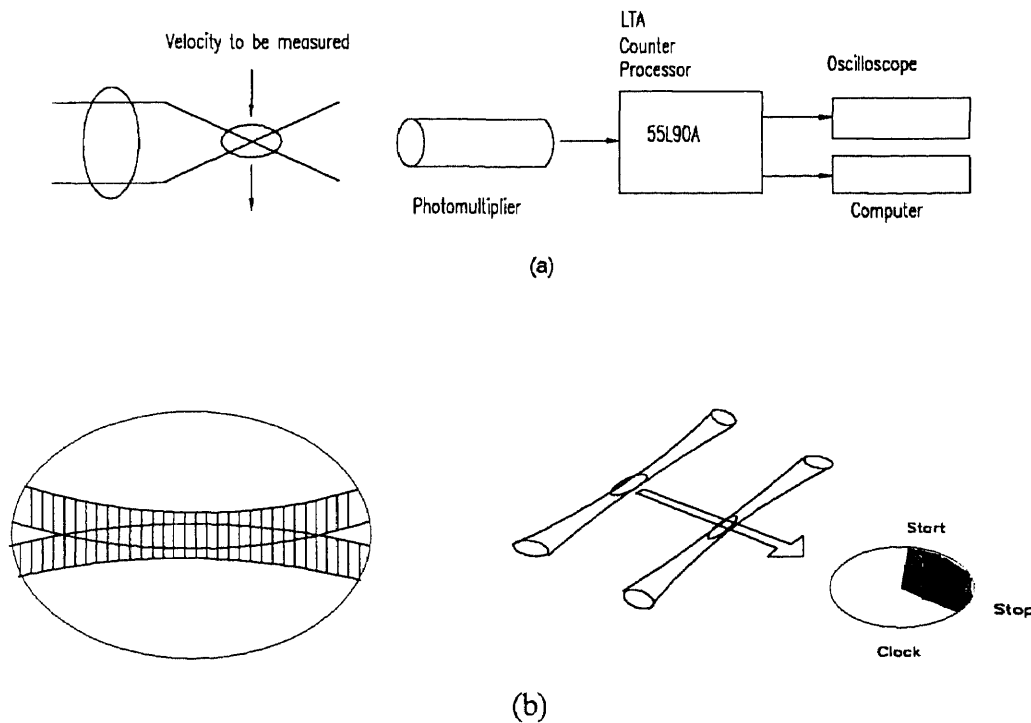 Velocity to be measured
LTA
Counter
Processor
Oscilloscope
55L90A
Photomultiplier
Computer
(a)
Start
Stop
Clock
(b)